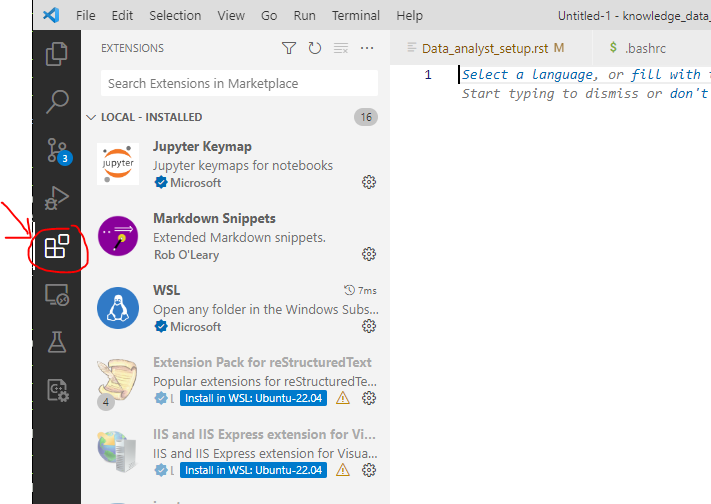 File Edit Selection View Go Run Terminal Help
Untitled-1 - knowledge_data_
EXTENSIONS
Data_analyst_setup.rst M
$ .bashrc
Search Extensions in Marketplace
1
Select a language, or fill with
Start typing to dismiss or don't
LOCAL - INSTALLED 16
Jupyter Keymap
jupyter
Jupyter keymaps for notebooks
Microsoft
3
Markdown Snippets
Extended Markdown snippets.
Rob O'Leary
WSL 7ms
Open any folder in the Windows Subs...
Microsoft
Extension Pack for reStructuredText
Popular extensions for reStructuredTe...
4
Install in WSL: Ubuntu-22.04
IIS and IIS Express extension for Vi...
IIS and IIS Express extension for Visua...
Install in WSL: Ubuntu-22.04